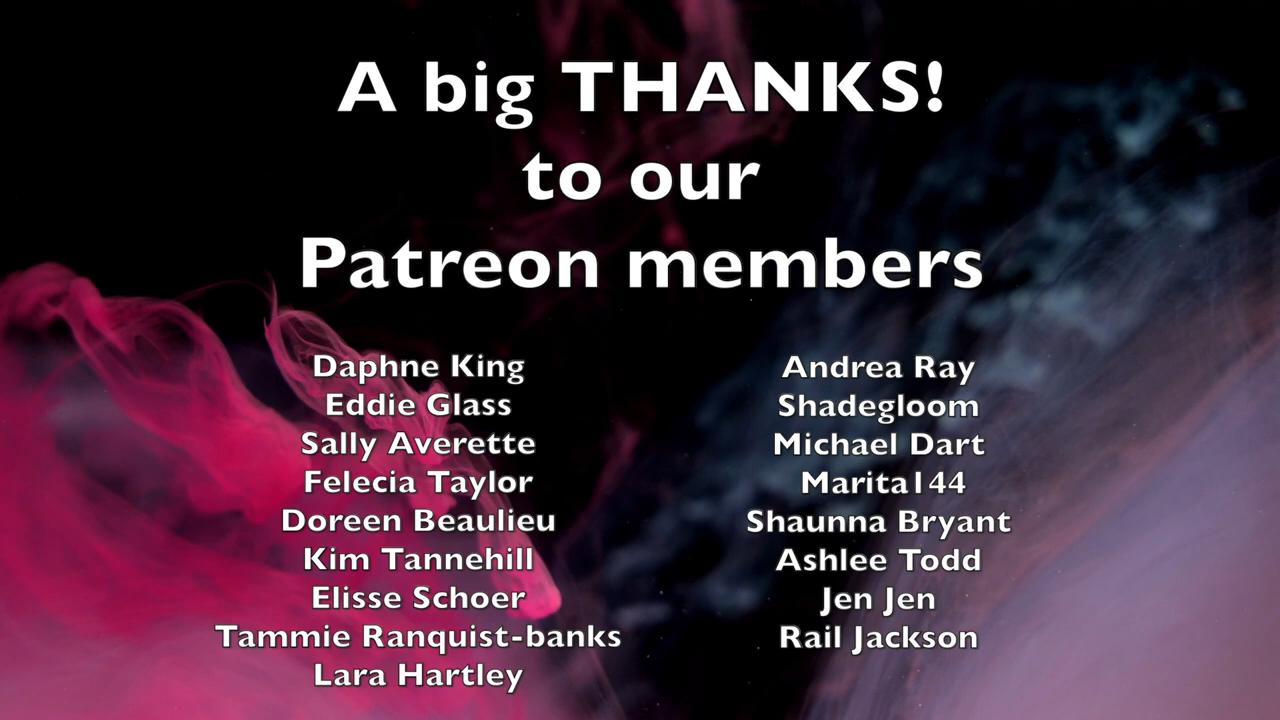 A big THANKS!
to our
Patreon members
Daphne King
Eddie Glass
Sally Averette
Felecia Taylor
Doreen Beaulieu
Kim Tannehill
Elisse Schoer
Tammie Ranquist-banks
Lara Hartley
Andrea Ray
Shadegloom
Michael Dart
Marita144
Shaunna Bryant
Ashlee Todd
Jen Jen
Rail Jackson